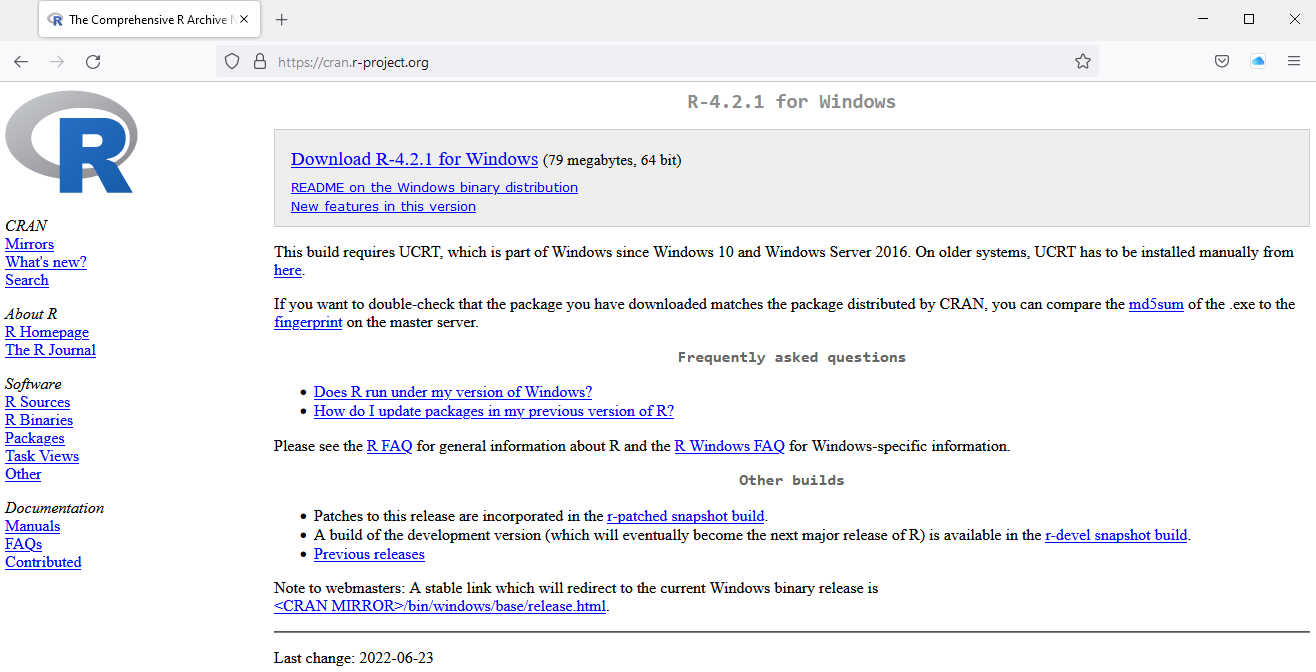 The Comprehensive R Archive
https://cran.r-project.org
R
CRAN
Mirrors
What's new?
Search
About R
R Homepage
The R Journal
Software
R Sources
R Binaries
Packages
Task Views
Other
Documentation
Manuals
FAQs
Contributed
R-4.2.1 for Windows
Download R-4.2.1 for Windows (79 megabytes, 64 bit)
README on the Windows binary distribution
New features in this version
This build requires UCRT, which is part of Windows since Windows 10 and Windows Server 2016. On older systems, UCRT has to be installed manually from
here.
If you want to double-check that the package you have downloaded matches the package distributed by CRAN, you can compare the md5sum of the .exe to the
fingerprint on the master server.
Frequently asked questions
• Does R run under my version of Windows?
• How do I update packages in my previous version of R?
Please see the R FAQ for general information about R and the R Windows FAQ for Windows-specific information.
Other builds
• Patches to this release are incorporated in the r-patched snapshot build.
• A build of the development version (which will eventually become the next major release of R) is available in the r-devel snapshot build.
• Previous releases
Note to webmasters: A stable link which will redirect to the current Windows binary release is
<CRAN MIRROR>/bin/windows/base/release.html.
Last change: 2022-06-23